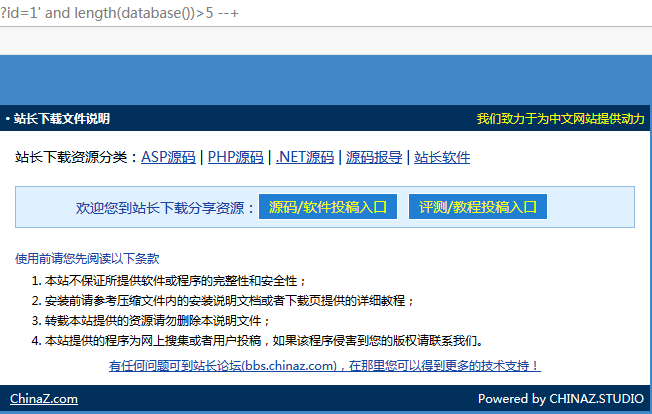 ?id=1' and length(database())>5 --+
· 站长下载文件说明 我们致力于为中文网站提供动力
站长下载资源分类：ASP源码 | PHP源码 | .NET源码 | 源码报导 | 站长软件
欢迎您到站长下载分享资源： 源码/软件投稿入口 评测/教程投稿入口
使用前请您先阅读以下条款
1. 本站不保证所提供软件或程序的完整性和安全性；
2. 安装前请参考压缩文件内的安装说明文档或者下载页提供的详细教程；
3. 转载本站提供的资源请勿删除本说明文件；
4. 本站提供的程序为网上搜集或者用户投稿，如果该程序侵害到您的版权请联系我们。
有任何问题可到站长论坛(bbs.chinaz.com)，在那里您可以得到更多的技术支持！
ChinaZ.com Powered by CHINAZ.STUDIO